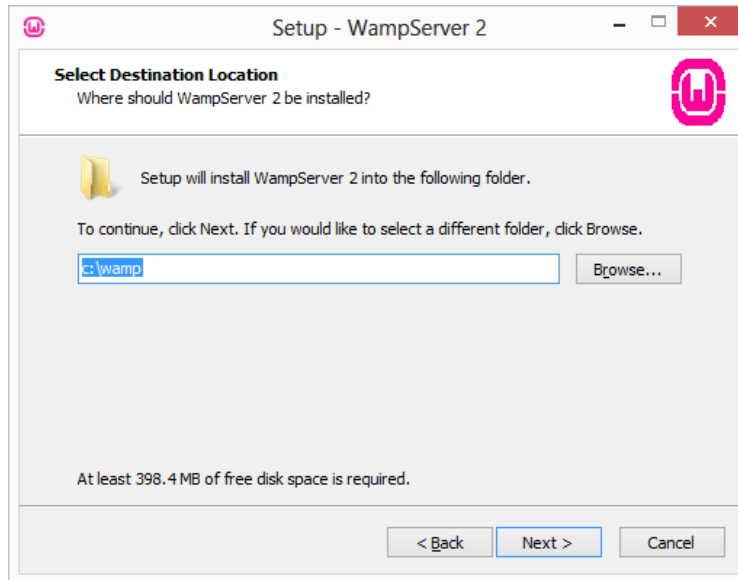 Setup - WampServer 2
Select Destination Location
Where should WampServer 2 be installed?
Setup will install WampServer 2 into the following folder.
To continue, click Next. If you would like to select a different folder, click Browse.
c:\wamp
Browse...
At least 398.4 MB of free disk space is required.
< Back
Next >
Cancel